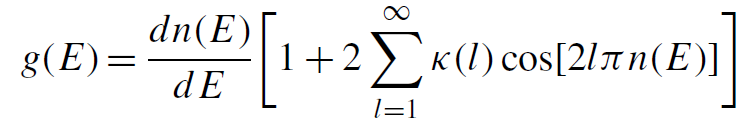 g(E) = \frac{dn(E)}{dE} \left[ 1 + 2 \sum_{l=1}^{\infty} \kappa(l) \cos[2l\pi n(E)] \right]